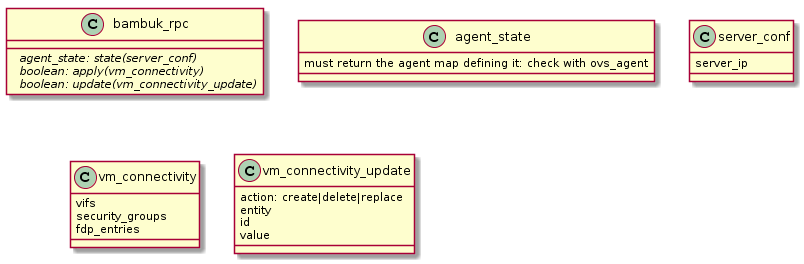 C bambuk_rpc
agent_state: state(server_conf)
boolean: apply(vm_connectivity)
boolean: update(vm_connectivity_update)
C agent_state
must return the agent map defining it: check with ovs_agent
C server_conf
server_ip
C vm_connectivity
vifs
security_groups
fdp_entries
C vm_connectivity_update
action: create|delete|replace
entity
id
value